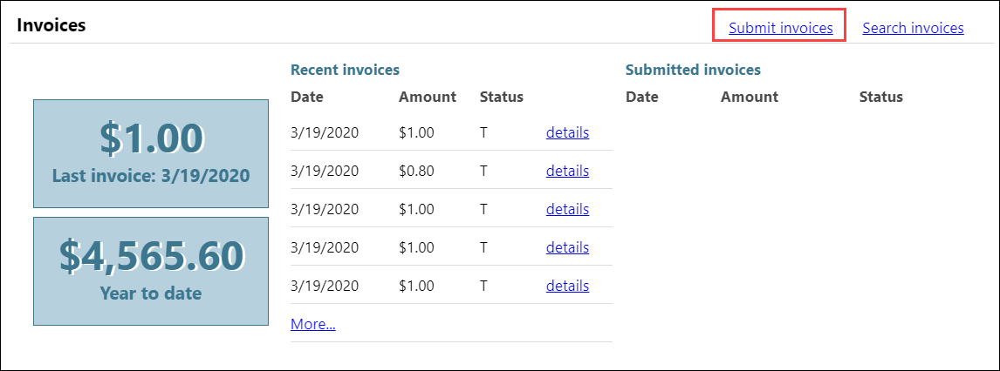 Invoices
Submit invoices
Search invoices
$1.00
Last invoice: 3/19/2020
$4,565.60
Year to date
Recent invoices
Date Amount Status
3/19/2020 $1.00 T details
3/19/2020 $0.80 T details
3/19/2020 $1.00 T details
3/19/2020 $1.00 T details
3/19/2020 $1.00 T details
More...
Submitted invoices
Date Amount Status